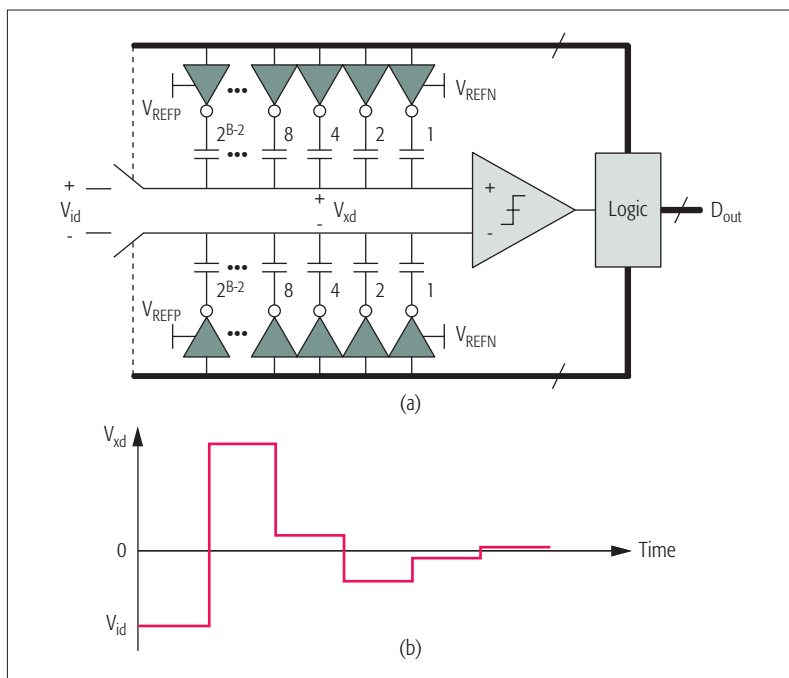 V_REFP
V_REFN
2^B-2 8 4 2 1
+
V_id
-
+
V_xd
-
+
-
Logic
D_out
2^B-2 8 4 2 1
V_REFP
V_REFN
(a)
V_xd
0
Time
V_id
(b)